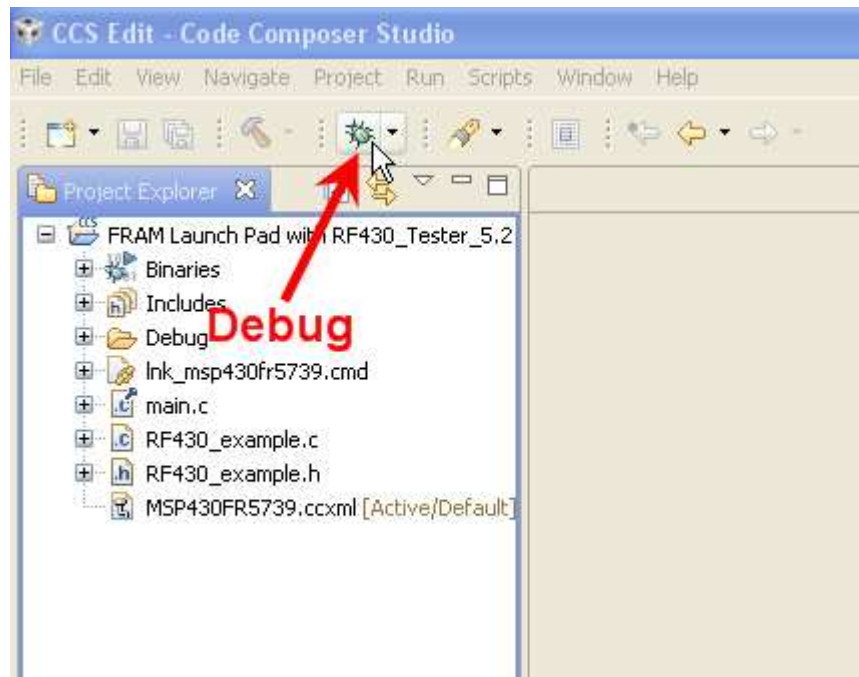 CCS Edit - Code Composer Studio
File Edit View Navigate Project Run Scripts Window Help
Project Explorer
FRAM Launch Pad with RF430_Tester_5.2
Binaries
Includes
Debug
Debug
lnk_msp430fr5739.cmd
main.c
RF430_example.c
RF430_example.h
MSP430FR5739.ccxml [Active/Default]